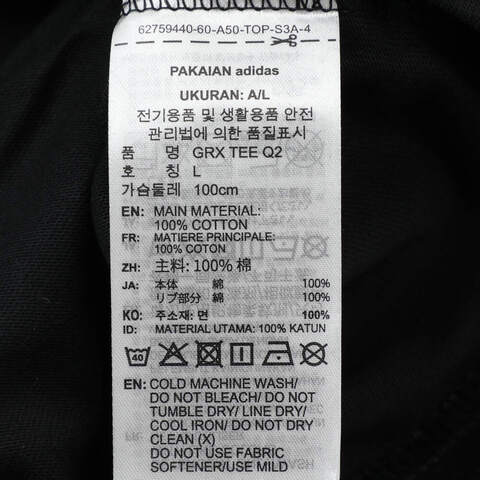 62759440-60-A50-TOP-S3A-4
PAKAIAN adidas
UKURAN: A/L
전기용품 및 생활용품 안전
관리법에 의한 품질표시
품 명 GRX TEE Q2
호 칭 L
가슴둘레 100cm
EN: MAIN MATERIAL:
100% COTTON
FR: MATIERE PRINCIPALE:
100% COTON
ZH: 主料: 100% 棉
JA: 本体 綿 100%
リブ部分 綿 100%
KO: 주소재: 면 100%
ID: MATERIAL UTAMA: 100% KATUN
40
EN: COLD MACHINE WASH/
DO NOT BLEACH/ DO NOT
TUMBLE DRY/ LINE DRY/
COOL IRON/ DO NOT DRY
CLEAN (X)
DO NOT USE FABRIC
SOFTENER/USE MILD